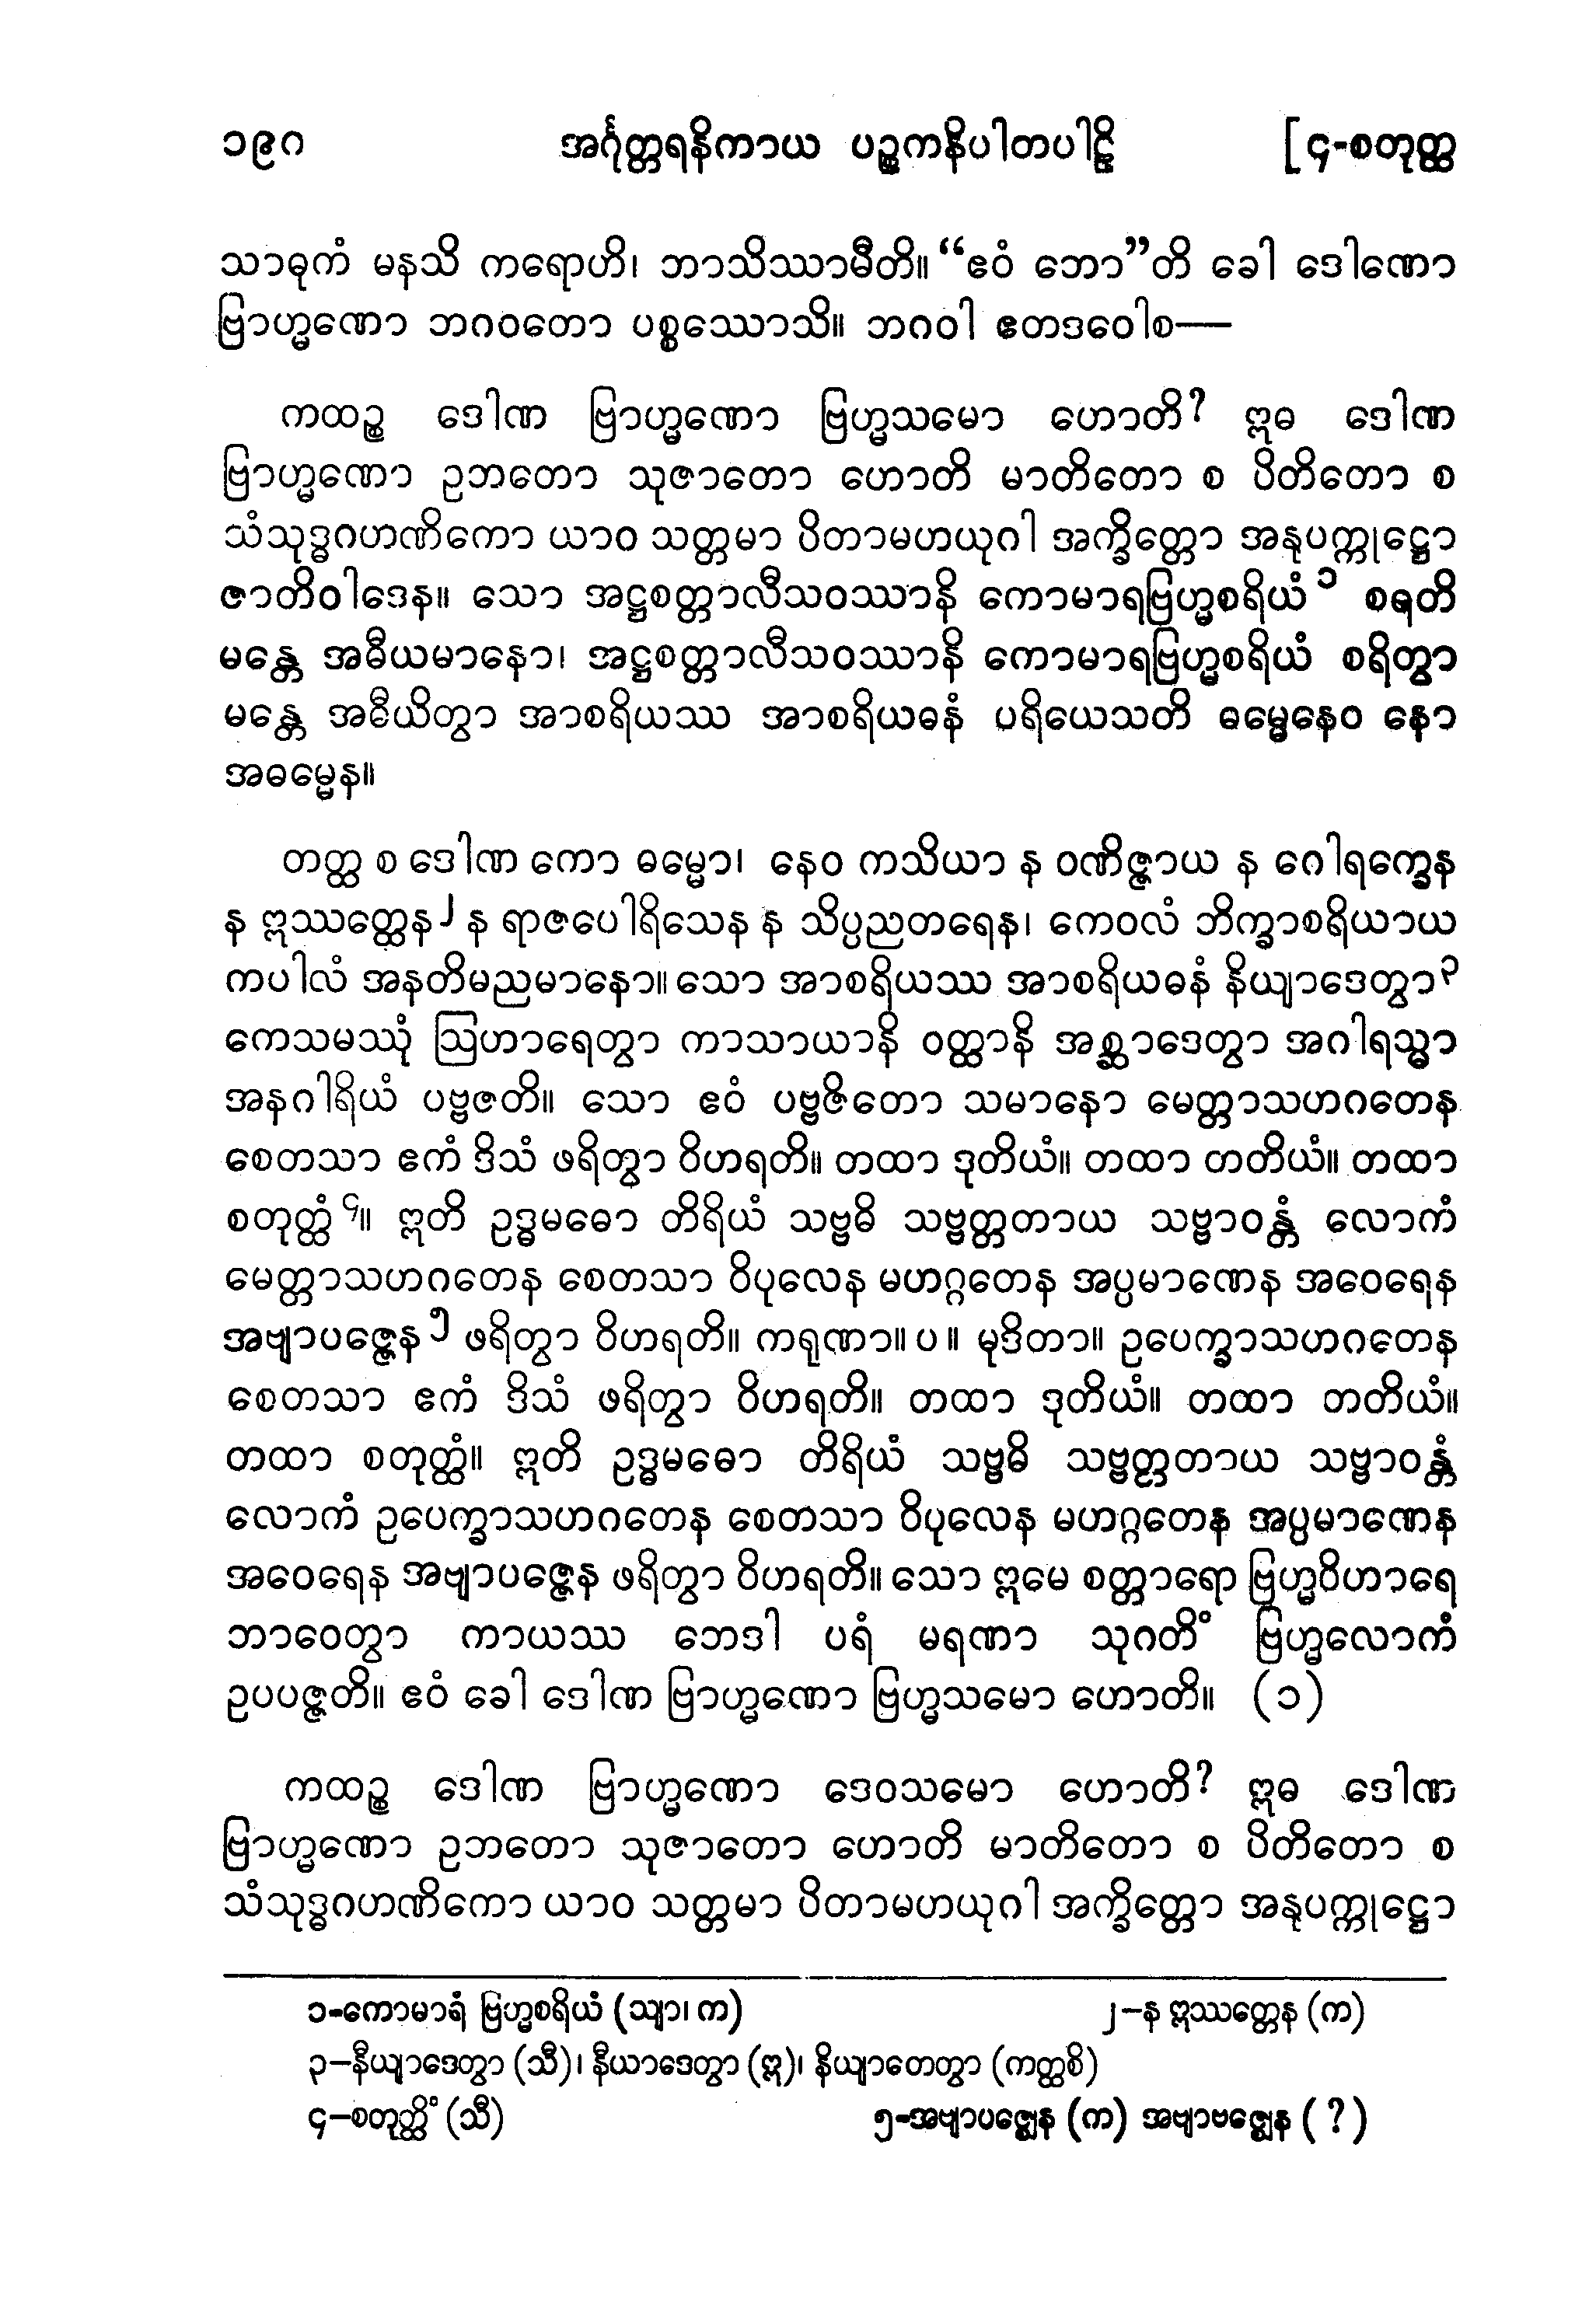 ၁၉၀ အင်္ဂုတ္တရနိကာယ ပဉ္စကနိပါတပါဠိ [၄-စတုတ္ထ
သာဓုကံ မနသိ ကရောဟိ၊ ဘာသိဿာမီတိ။ “ဧဝံ ဘော”တိ ခေါ ဒေါဏော
ဗြာဟ္မဏော ဘဂဝတော ပစ္စဿောသိ။ ဘဂဝါ ဧတဒဝေါစ—
ကထဉ္စ ဒေါဏ ဗြာဟ္မဏော ဗြဟ္မသမော ဟောတိ? ဣဓ ဒေါဏ
ဗြာဟ္မဏော ဥဘတော သုဇာတော ဟောတိ မာတိတော စ ပိတိတော စ
သံသုဒ္ဓဂဟဏိကော ယာဝ သတ္တမာ ပိတာမဟယုဂါ အက္ခိတ္တော အနုပက္ကုဋ္ဌော
ဇာတိဝါဒေန။ သော အဋ္ဌစတ္တာလီသဝဿာနိ ကောမာရဗြဟ္မစရိယံ၁ စရတိ
မန္တေ အဓီယမာနော၊ အဋ္ဌစတ္တာလီသဝဿာနိ ကောမာရဗြဟ္မစရိယံ စရိတွာ
မန္တေ အဓီယိတွာ အာစရိယဿ အာစရိယဓနံ ပရိယေသတိ ဓမ္မေနေဝ နော
အဓမ္မေန။
တတ္ထ စ ဒေါဏ ကော ဓမ္မော၊ နေဝ ကသိယာ န ဝဏိဇ္ဇာယ န ဂေါရက္ခေန
န ဣဿတ္ထေန၂ န ရာဇပေါရိသေန န သိပ္ပညတရေန၊ ကေဝလံ ဘိက္ခာစရိယာယ
ကပါလံ အနတိမညမာနော။ သော အာစရိယဿ အာစရိယဓနံ နိယျာဒေတွာ၃
ကေသမဿုံ ဩဟာရေတွာ ကာသာယာနိ ဝတ္ထာနိ အစ္ဆာဒေတွာ အဂါရသ္မာ
အနဂါရိယံ ပဗ္ဗဇတိ။ သော ဧဝံ ပဗ္ဗဇိတော သမာနော မေတ္တာသဟဂတေန
စေတသာ ဧကံ ဒိသံ ဖရိတွာ ဝိဟရတိ။ တထာ ဒုတိယံ။ တထာ တတိယံ။ တထာ
စတုတ္ထံ၄။ ဣတိ ဥဒ္ဓမဓော တိရိယံ သဗ္ဗဓိ သဗ္ဗတ္တတာယ သဗ္ဗာဝန္တံ လောကံ
မေတ္တာသဟဂတေန စေတသာ ဝိပုလေန မဟဂ္ဂတေန အပ္ပမာဏေန အဝေရေန
အဗျာပဇ္ဇေန၅ ဖရိတွာ ဝိဟရတိ။ ကရုဏာ။ ပ။ မုဒိတာ။ ဥပေက္ခာသဟဂတေန
စေတသာ ဧကံ ဒိသံ ဖရိတွာ ဝိဟရတိ။ တထာ ဒုတိယံ။ တထာ တတိယံ။
တထာ စတုတ္ထံ။ ဣတိ ဥဒ္ဓမဓော တိရိယံ သဗ္ဗဓိ သဗ္ဗတ္တတာယ သဗ္ဗာဝန္တံ
လောကံ ဥပေက္ခာသဟဂတေန စေတသာ ဝိပုလေန မဟဂ္ဂတေန အပ္ပမာဏေန
အဝေရေန အဗျာပဇ္ဇေန ဖရိတွာ ဝိဟရတိ။ သော ဣမေ စတ္တာရော ဗြဟ္မဝိဟာရေ
ဘာဝေတွာ ကာယဿ ဘေဒါ ပရံ မရဏာ သုဂတိံ ဗြဟ္မလောကံ
ဥပပဇ္ဇတိ။ ဧဝံ ခေါ ဒေါဏ ဗြာဟ္မဏော ဗြဟ္မသမော ဟောတိ။ (၁)
ကထဉ္စ ဒေါဏ ဗြာဟ္မဏော ဒေဝသမော ဟောတိ? ဣဓ ဒေါဏ
ဗြာဟ္မဏော ဥဘတော သုဇာတော ဟောတိ မာတိတော စ ပိတိတော စ
သံသုဒ္ဓဂဟဏိကော ယာဝ သတ္တမာ ပိတာမဟယုဂါ အက္ခိတ္တော အနုပက္ကုဋ္ဌော
၁-ကောမာရံ ဗြဟ္မစရိယံ (သျာ၊ က) ၂-န ဣဿတ္တေန (က)
၃-နီယျာဒေတွာ (သီ)၊ နီယာဒေတွာ (ဣ)၊ နိယျာတေတွာ (ကတ္ထစိ)
၄-စတုတ္ထိံ (သီ) ၅-အဗျာပဇ္ဈေန (က) အဗျာဗဇ္ဈေန (?)